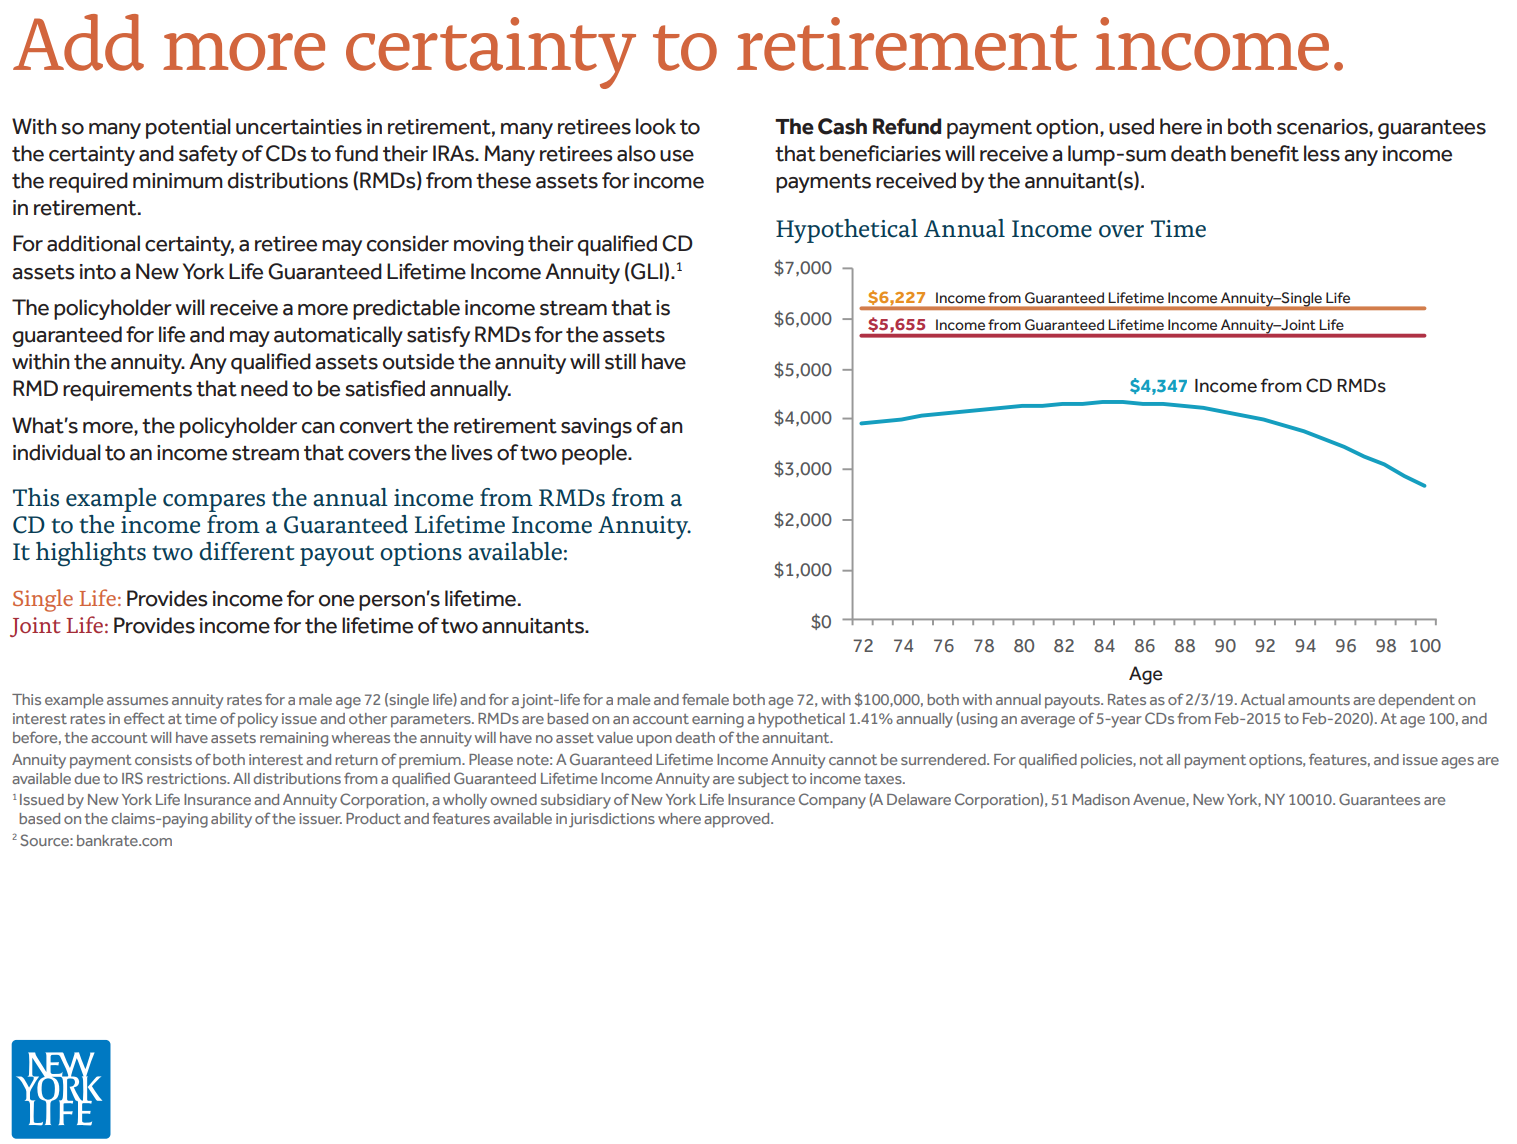 Add more certainty to retirement income.
With so many potential uncertainties in retirement, many retirees look to
the certainty and safety of CDs to fund their IRAs. Many retirees also use
the required minimum distributions (RMDs) from these assets for income
in retirement.
For additional certainty, a retiree may consider moving their qualified CD
assets into a New York Life Guaranteed Lifetime Income Annuity (GLI).¹
The policyholder will receive a more predictable income stream that is
guaranteed for life and may automatically satisfy RMDs for the assets
within the annuity. Any qualified assets outside the annuity will still have
RMD requirements that need to be satisfied annually.
What's more, the policyholder can convert the retirement savings of an
individual to an income stream that covers the lives of two people.
This example compares the annual income from RMDs from a
CD to the income from a Guaranteed Lifetime Income Annuity.
It highlights two different payout options available:
Single Life: Provides income for one person's lifetime.
Joint Life: Provides income for the lifetime of two annuitants.
The Cash Refund payment option, used here in both scenarios, guarantees
that beneficiaries will receive a lump-sum death benefit less any income
payments received by the annuitant(s).
Hypothetical Annual Income over Time
$7,000
$6,227 Income from Guaranteed Lifetime Income Annuity–Single Life
$6,000
$5,655 Income from Guaranteed Lifetime Income Annuity–Joint Life
$5,000
$4,347 Income from CD RMDs
$4,000
$3,000
$2,000
$1,000
$0
72 74 76 78 80 82 84 86 88 90 92 94 96 98 100
Age
This example assumes annuity rates for a male age 72 (single life) and for a joint-life for a male and female both age 72, with $100,000, both with annual payouts. Rates as of 2/3/19. Actual amounts are dependent on
interest rates in effect at time of policy issue and other parameters. RMDs are based on an account earning a hypothetical 1.41% annually (using an average of 5-year CDs from Feb-2015 to Feb-2020). At age 100, and
before, the account will have assets remaining whereas the annuity will have no asset value upon death of the annuitant.
Annuity payment consists of both interest and return of premium. Please note: A Guaranteed Lifetime Income Annuity cannot be surrendered. For qualified policies, not all payment options, features, and issue ages are
available due to IRS restrictions. All distributions from a qualified Guaranteed Lifetime Income Annuity are subject to income taxes.
¹ Issued by New York Life Insurance and Annuity Corporation, a wholly owned subsidiary of New York Life Insurance Company (A Delaware Corporation), 51 Madison Avenue, New York, NY 10010. Guarantees are
based on the claims-paying ability of the issuer. Product and features available in jurisdictions where approved.
² Source: bankrate.com
NEW
YORK
LIFE